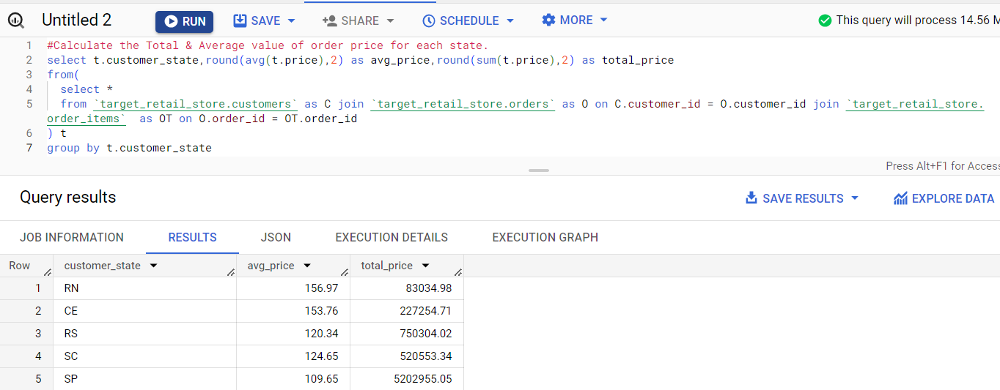 Untitled 2 RUN SAVE SHARE SCHEDULE MORE This query will process 14.56 M
1 #Calculate the Total & Average value of order price for each state.
2 select t.customer_state,round(avg(t.price),2) as avg_price,round(sum(t.price),2) as total_price
3 from(
4 select *
5 from `target_retail_store.customers` as C join `target_retail_store.orders` as O on C.customer_id = O.customer_id join `target_retail_store.
order_items` as OT on O.order_id = OT.order_id
6 ) t
7 group by t.customer_state
Press Alt+F1 for Access
Query results SAVE RESULTS EXPLORE DATA
JOB INFORMATION RESULTS JSON EXECUTION DETAILS EXECUTION GRAPH
Row customer_state avg_price total_price
1 RN 156.97 83034.98
2 CE 153.76 227254.71
3 RS 120.34 750304.02
4 SC 124.65 520553.34
5 SP 109.65 5202955.05